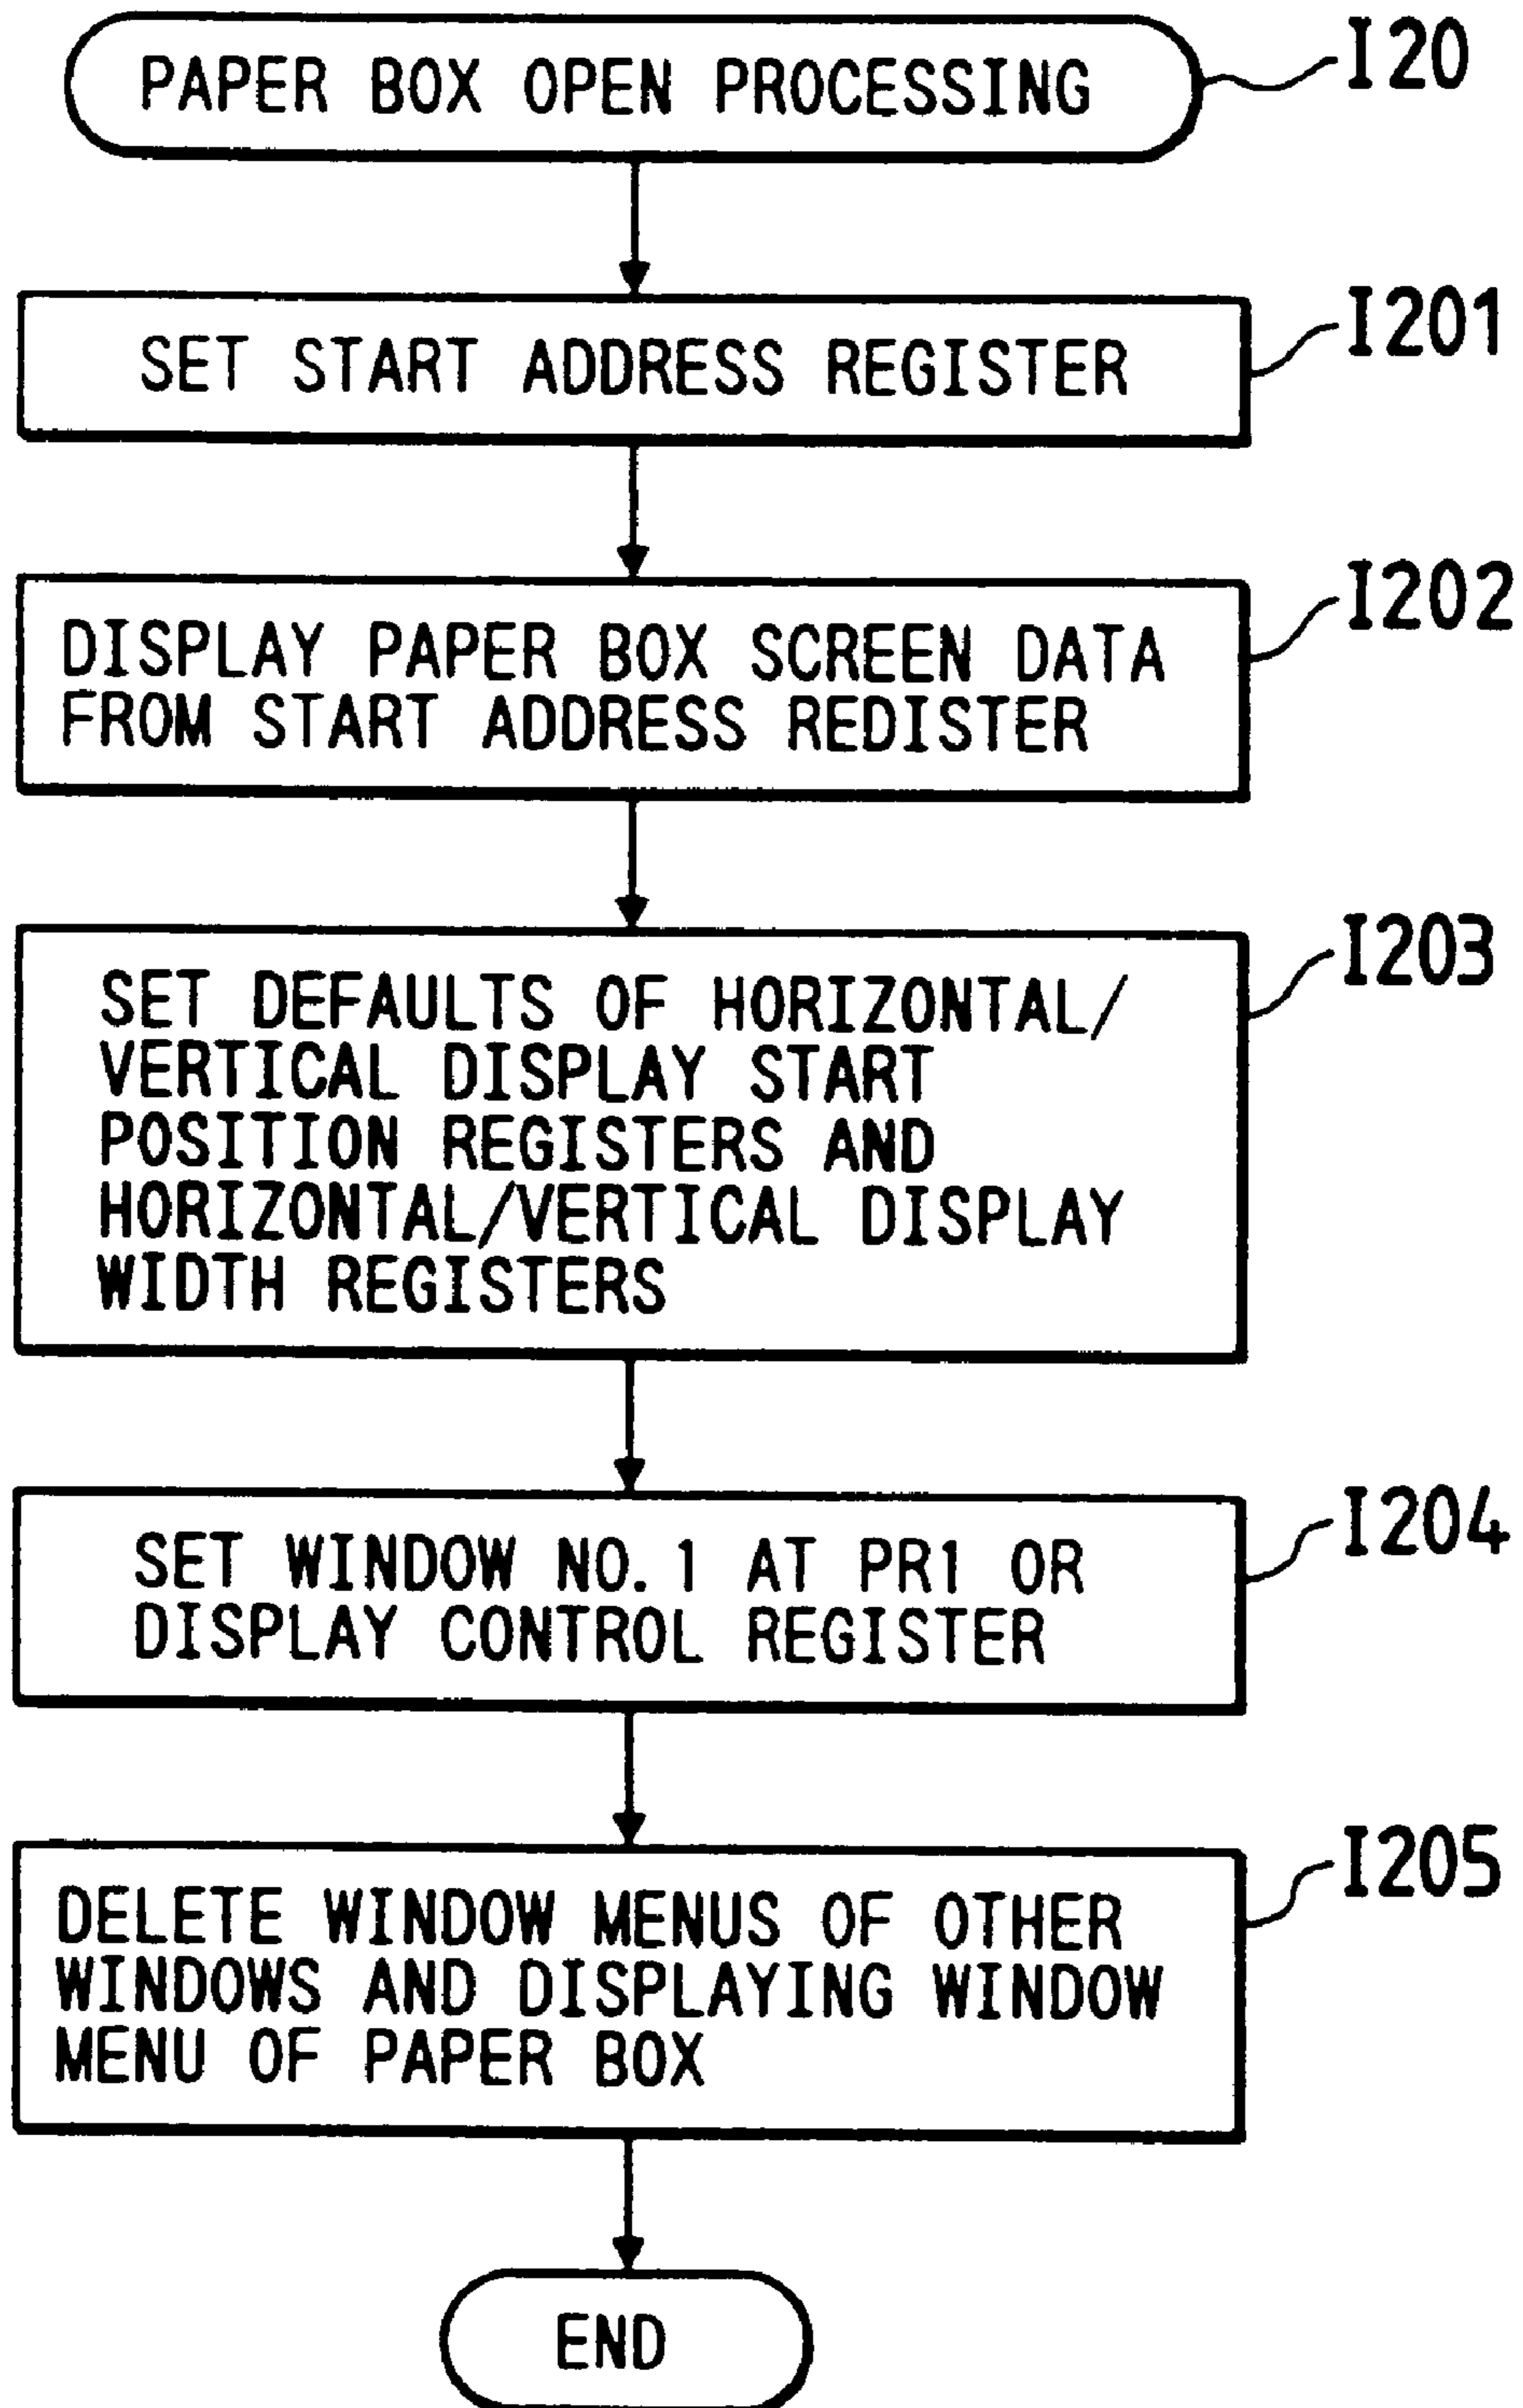 PAPER BOX OPEN PROCESSING
I20
SET START ADDRESS REGISTER
I201
DISPLAY PAPER BOX SCREEN DATA
FROM START ADDRESS REDISTER
I202
SET DEFAULTS OF HORIZONTAL/
VERTICAL DISPLAY START
POSITION REGISTERS AND
HORIZONTAL/VERTICAL DISPLAY
WIDTH REGISTERS
I203
SET WINDOW NO. 1 AT PR1 OR
DISPLAY CONTROL REGISTER
I204
DELETE WINDOW MENUS OF OTHER
WINDOWS AND DISPLAYING WINDOW
MENU OF PAPER BOX
I205
END